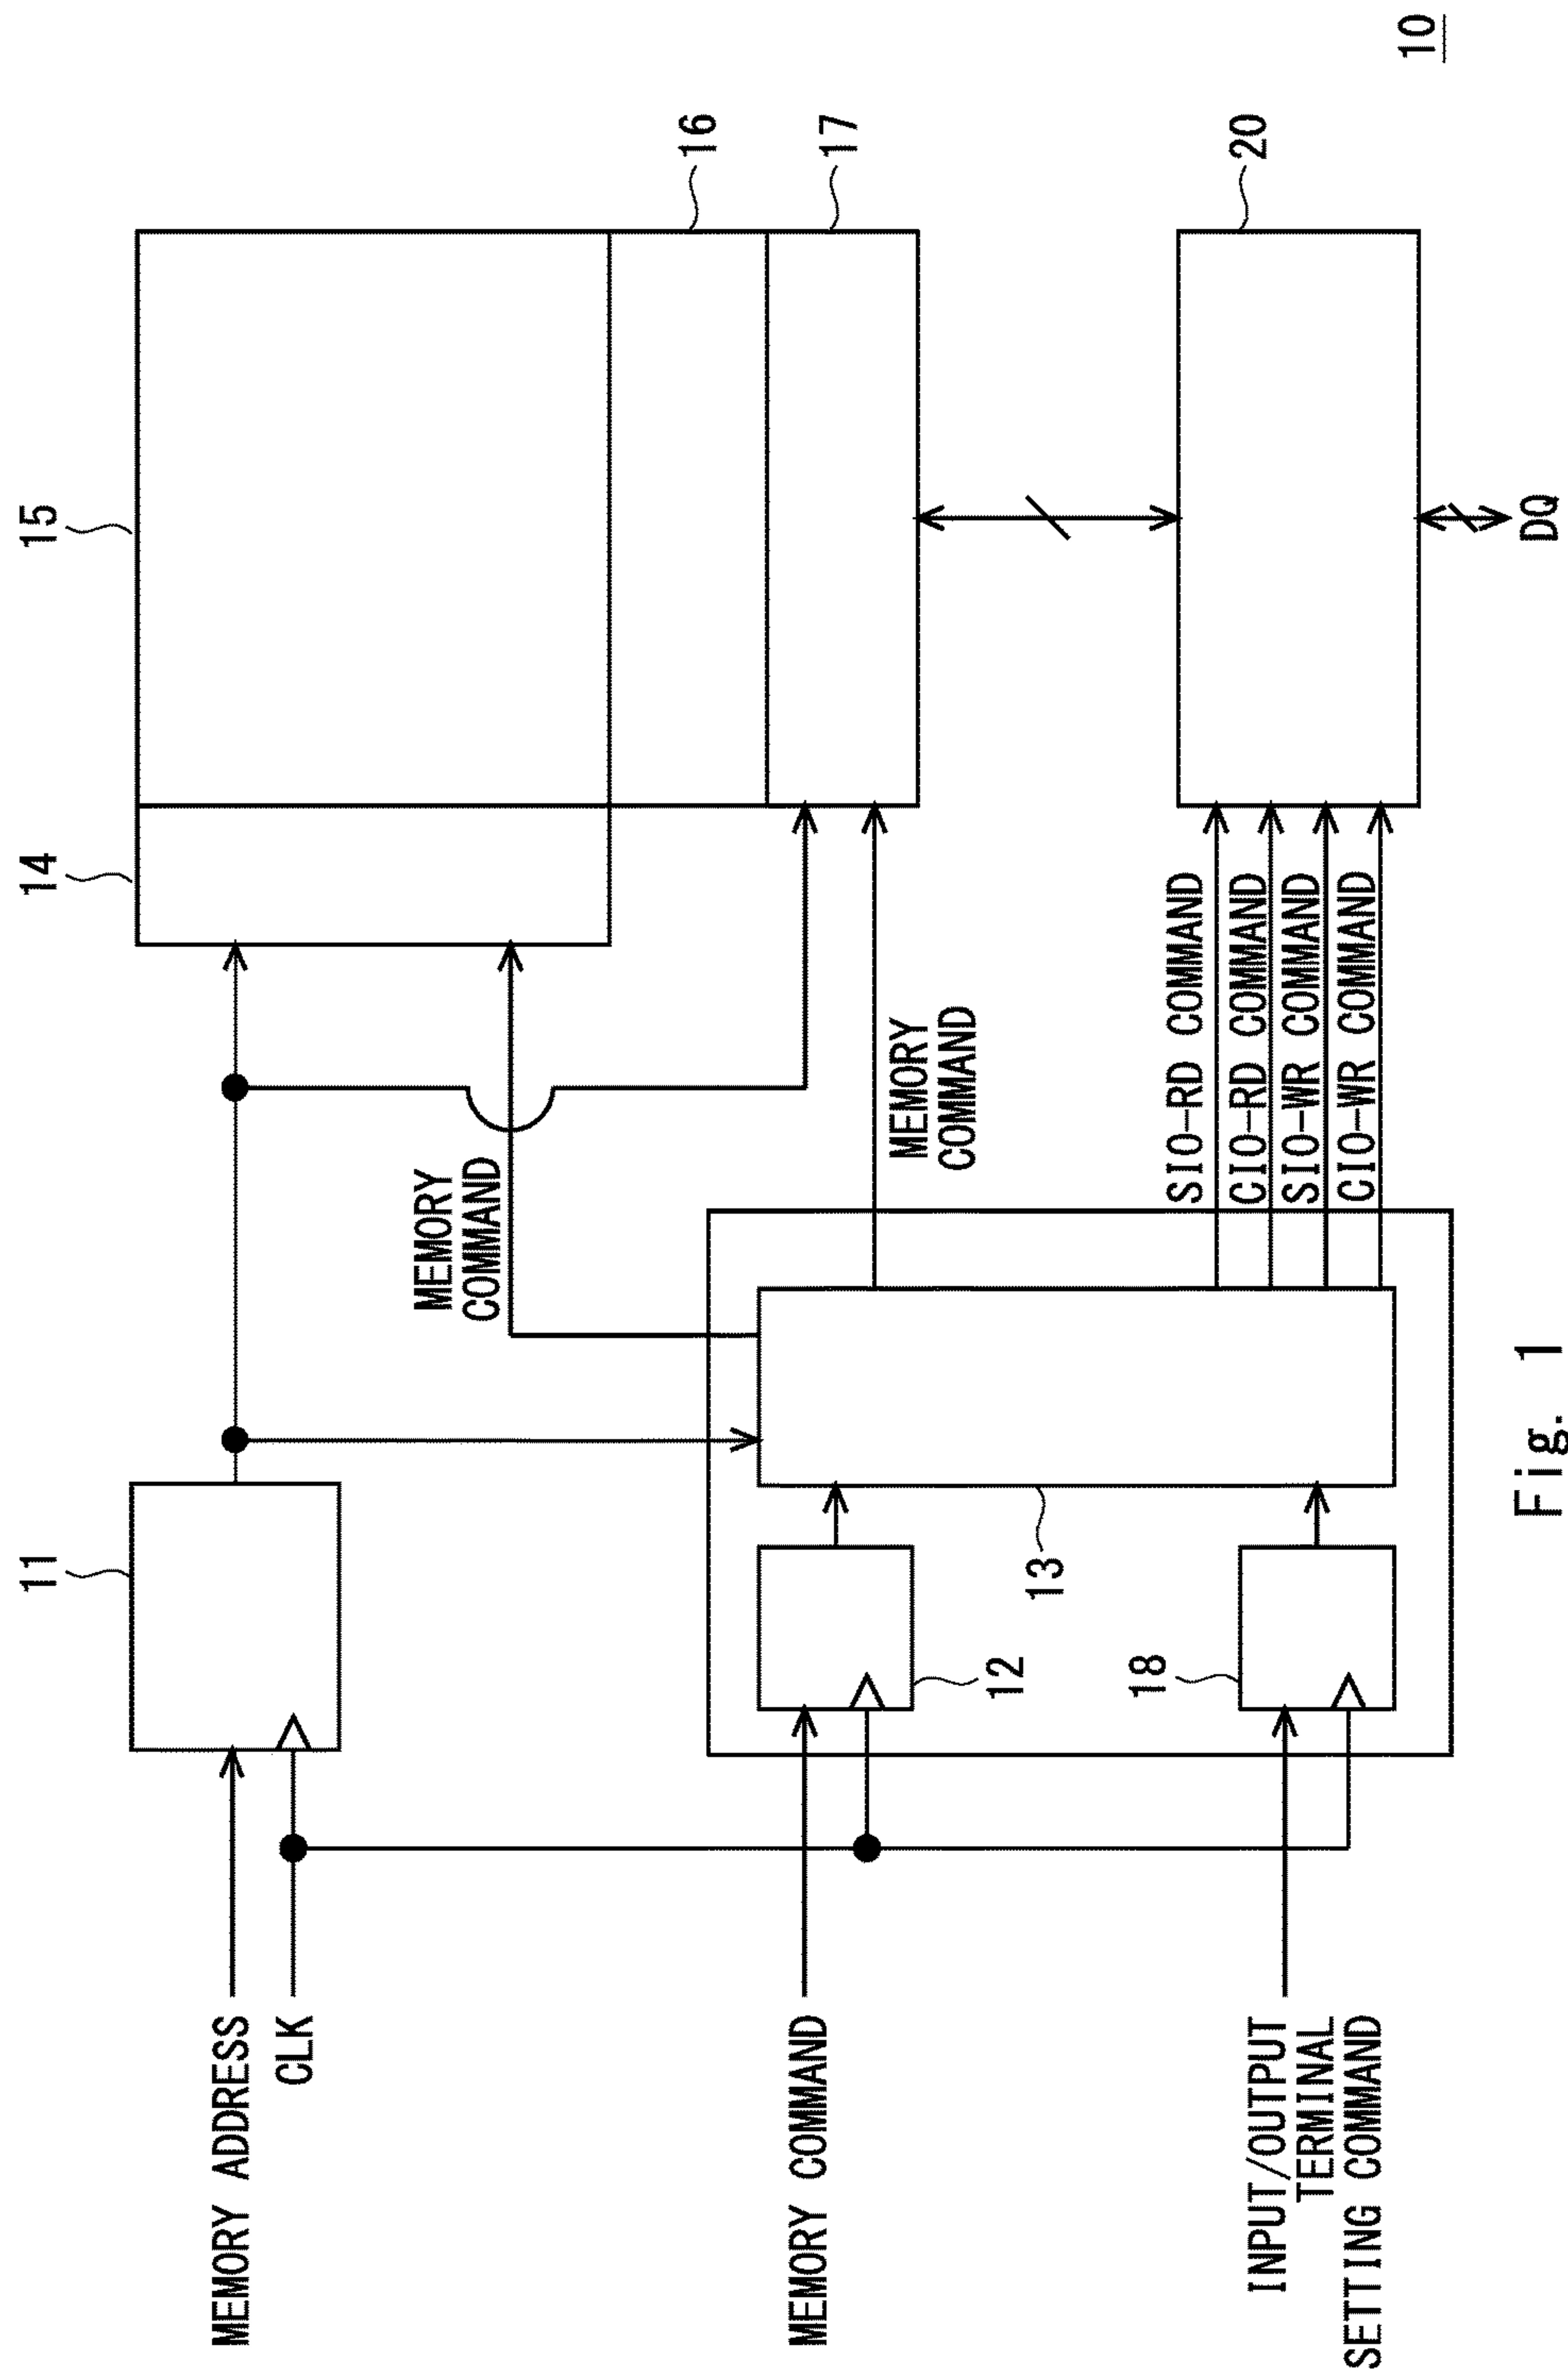 10
15
14
16
17
11
MEMORY ADDRESS
CLK
MEMORY
COMMAND
MEMORY
COMMAND
MEMORY COMMAND
12
13
18
SIO-RD COMMAND
CIO-RD COMMAND
SIO-WR COMMAND
CIO-WR COMMAND
20
INPUT/OUTPUT
TERMINAL
SETTING COMMAND
DQ
Fig. 1